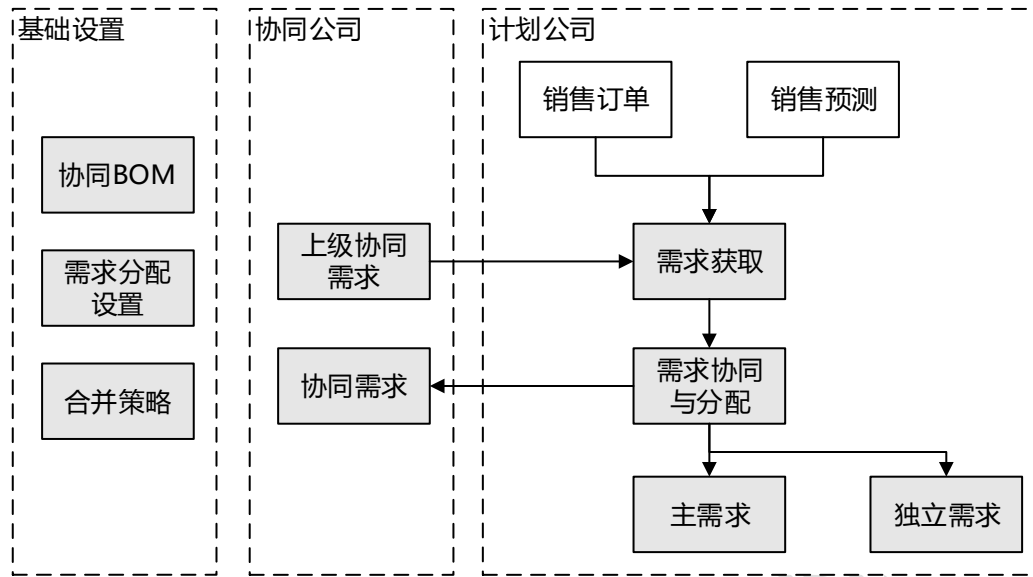 基础设置
协同BOM
需求分配
设置
合并策略
协同公司
上级协同
需求
协同需求
计划公司
销售订单
销售预测
需求获取
需求协同
与分配
主需求
独立需求